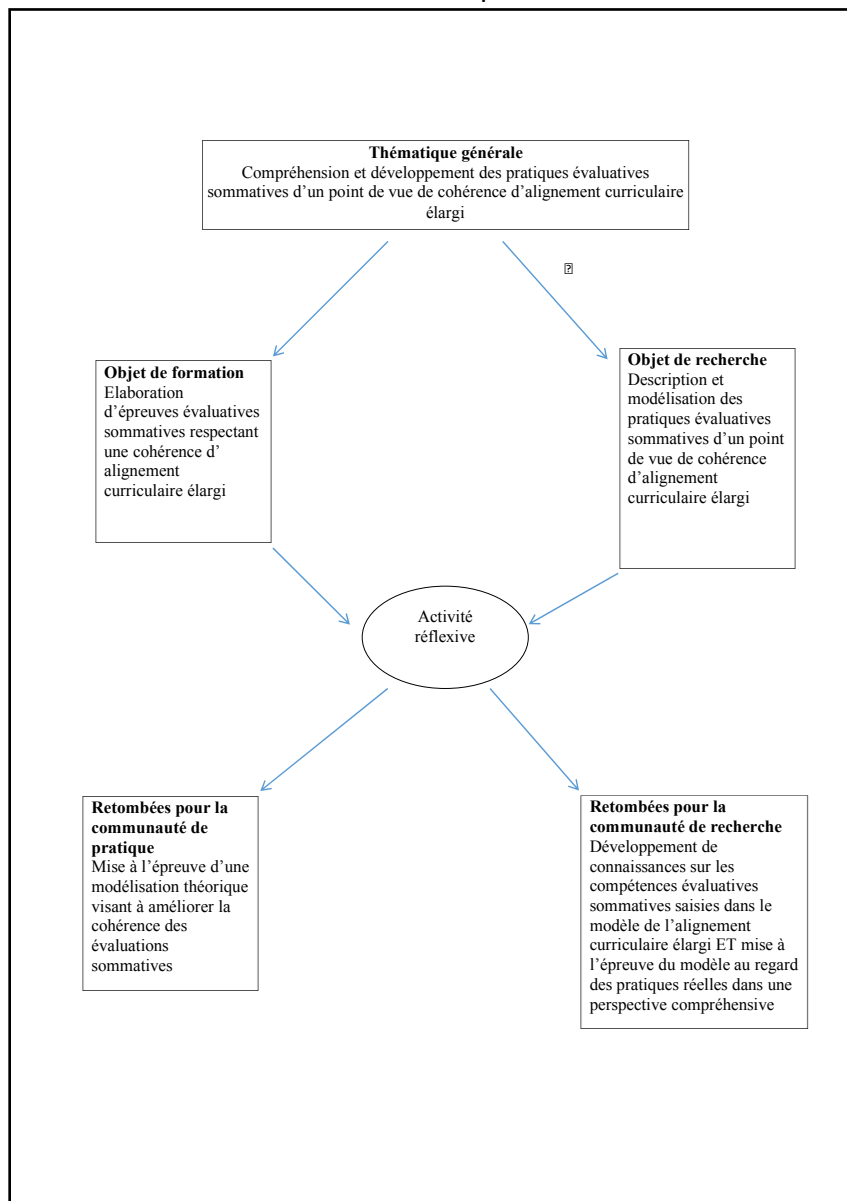 Thématique générale
Compréhension et développement des pratiques évaluatives
sommatives d’un point de vue de cohérence d’alignement curriculaire
élargi
Objet de formation
Elaboration
d’épreuves évaluatives
sommatives respectant
une cohérence d’
alignement
curriculaire élargi
Objet de recherche
Description et
modélisation des
pratiques évaluatives
sommatives d’un point
de vue de cohérence
d’alignement
curriculaire élargi
Activité
réflexive
Retombées pour la
communauté de
pratique
Mise à l’épreuve d’une
modélisation théorique
visant à améliorer la
cohérence des
évaluations
sommatives
Retombées pour la
communauté de recherche
Développement de
connaissances sur les
compétences évaluatives
sommatives saisies dans le
modèle de l’alignement
curriculaire élargi ET mise à
l’épreuve du modèle au regard
des pratiques réelles dans une
perspective compréhensive